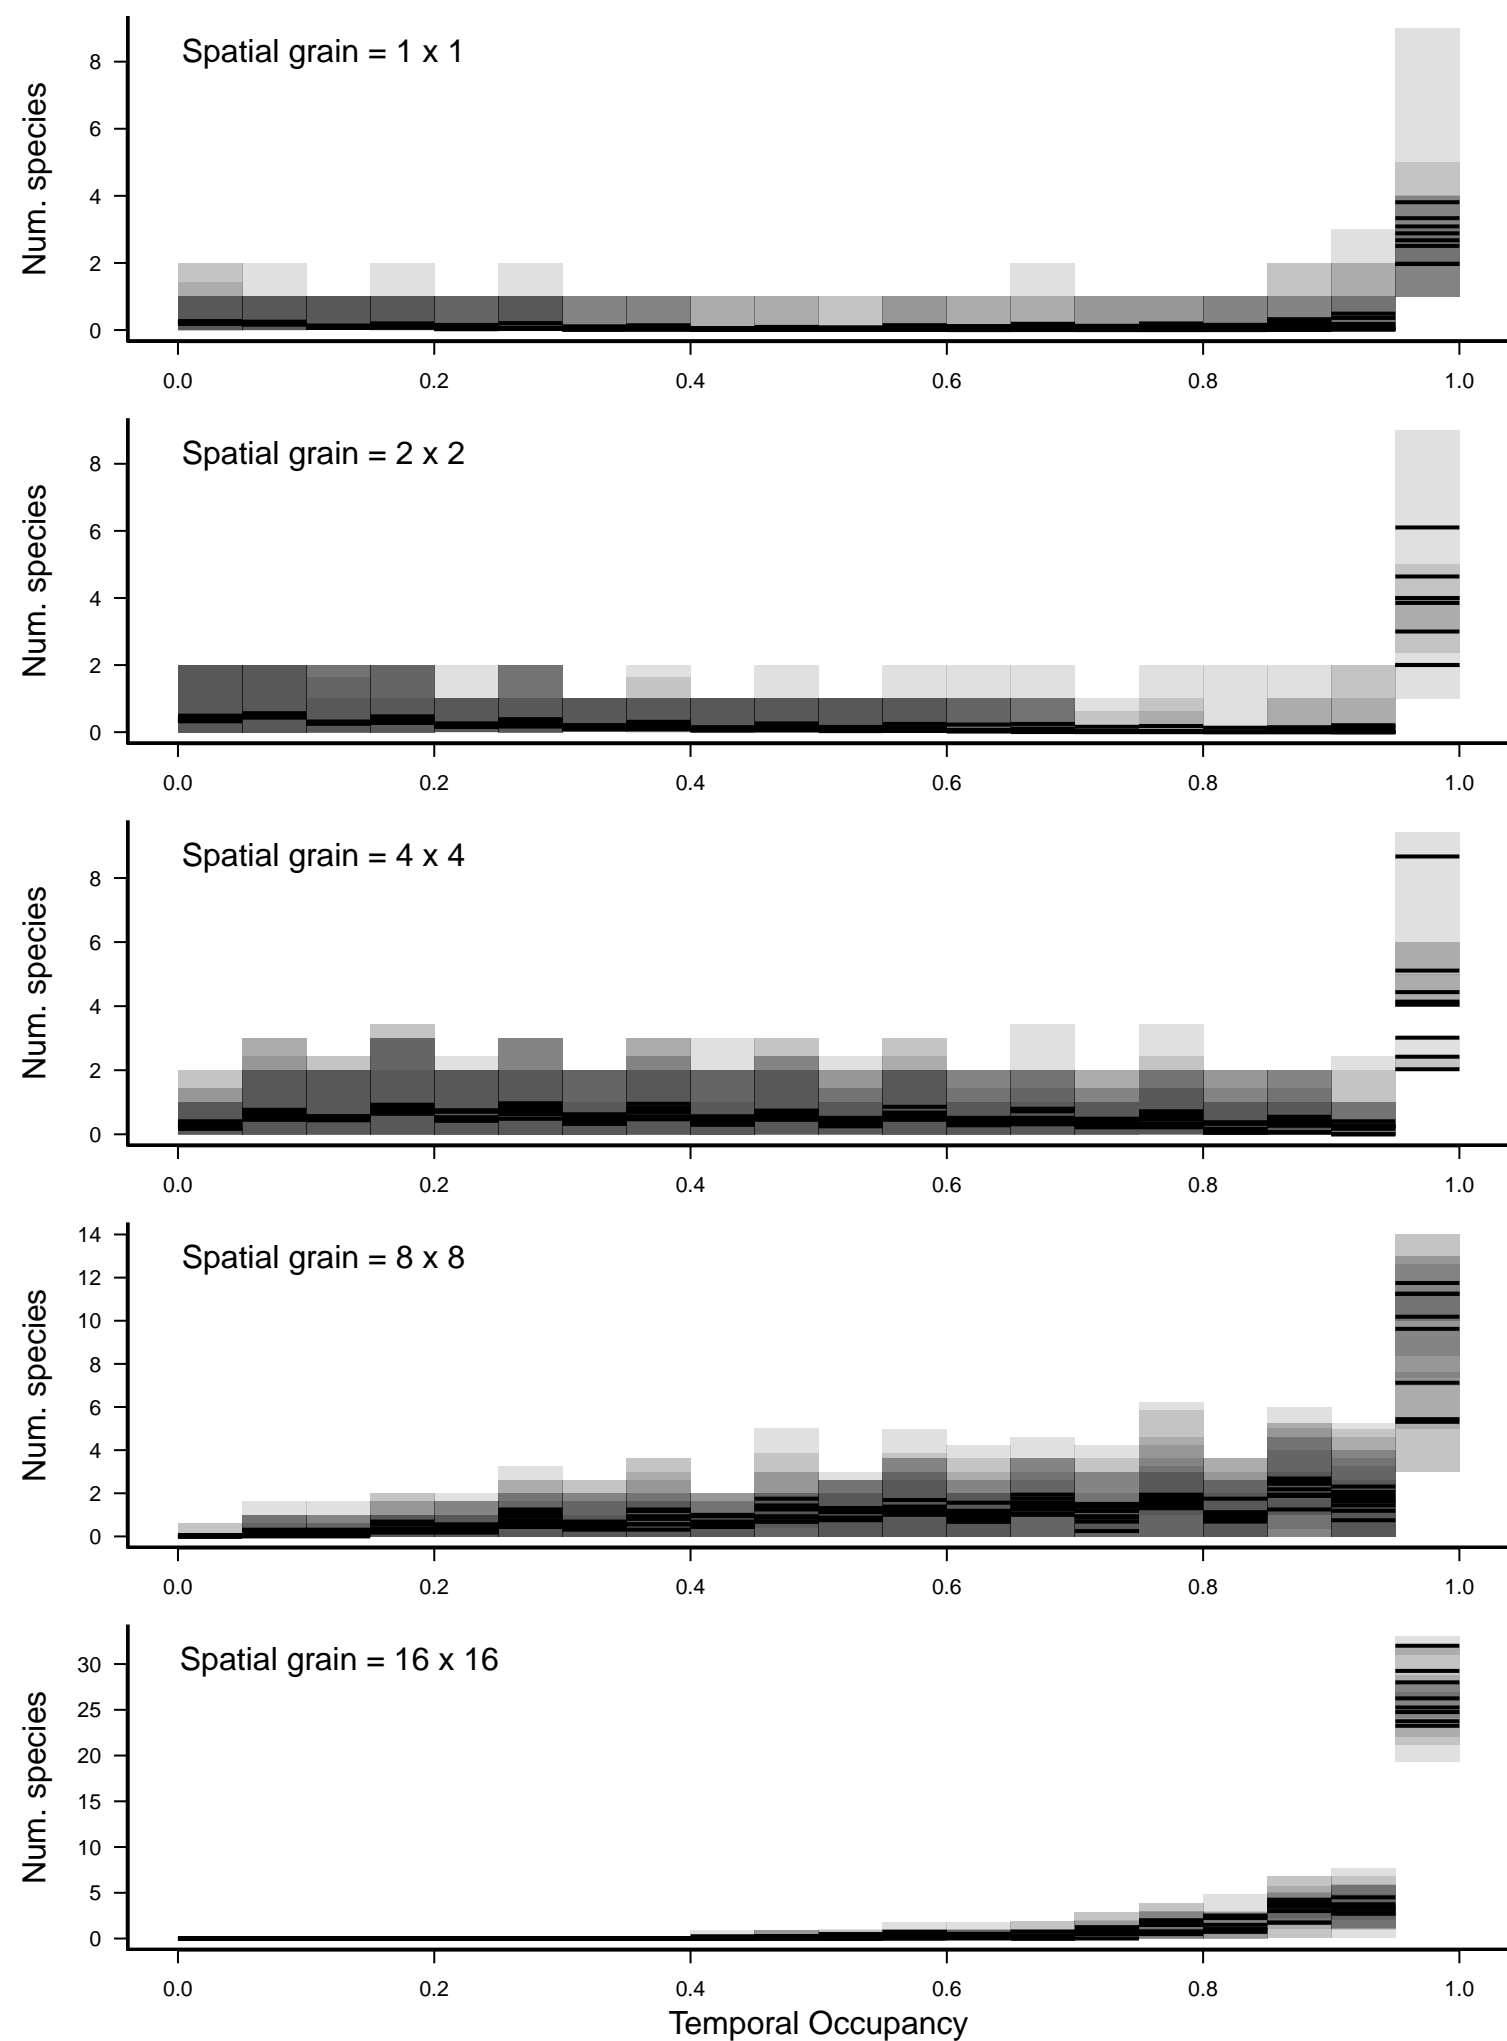 Spatial grain = 1 x 1
Num. species
8
6
4
2
0
0.0 0.2 0.4 0.6 0.8 1.0
Spatial grain = 2 x 2
Num. species
8
6
4
2
0
0.0 0.2 0.4 0.6 0.8 1.0
Spatial grain = 4 x 4
Num. species
8
6
4
2
0
0.0 0.2 0.4 0.6 0.8 1.0
Spatial grain = 8 x 8
Num. species
14
12
10
8
6
4
2
0
0.0 0.2 0.4 0.6 0.8 1.0
Spatial grain = 16 x 16
Num. species
30
25
20
15
10
5
0
0.0 0.2 0.4 0.6 0.8 1.0
Temporal Occupancy